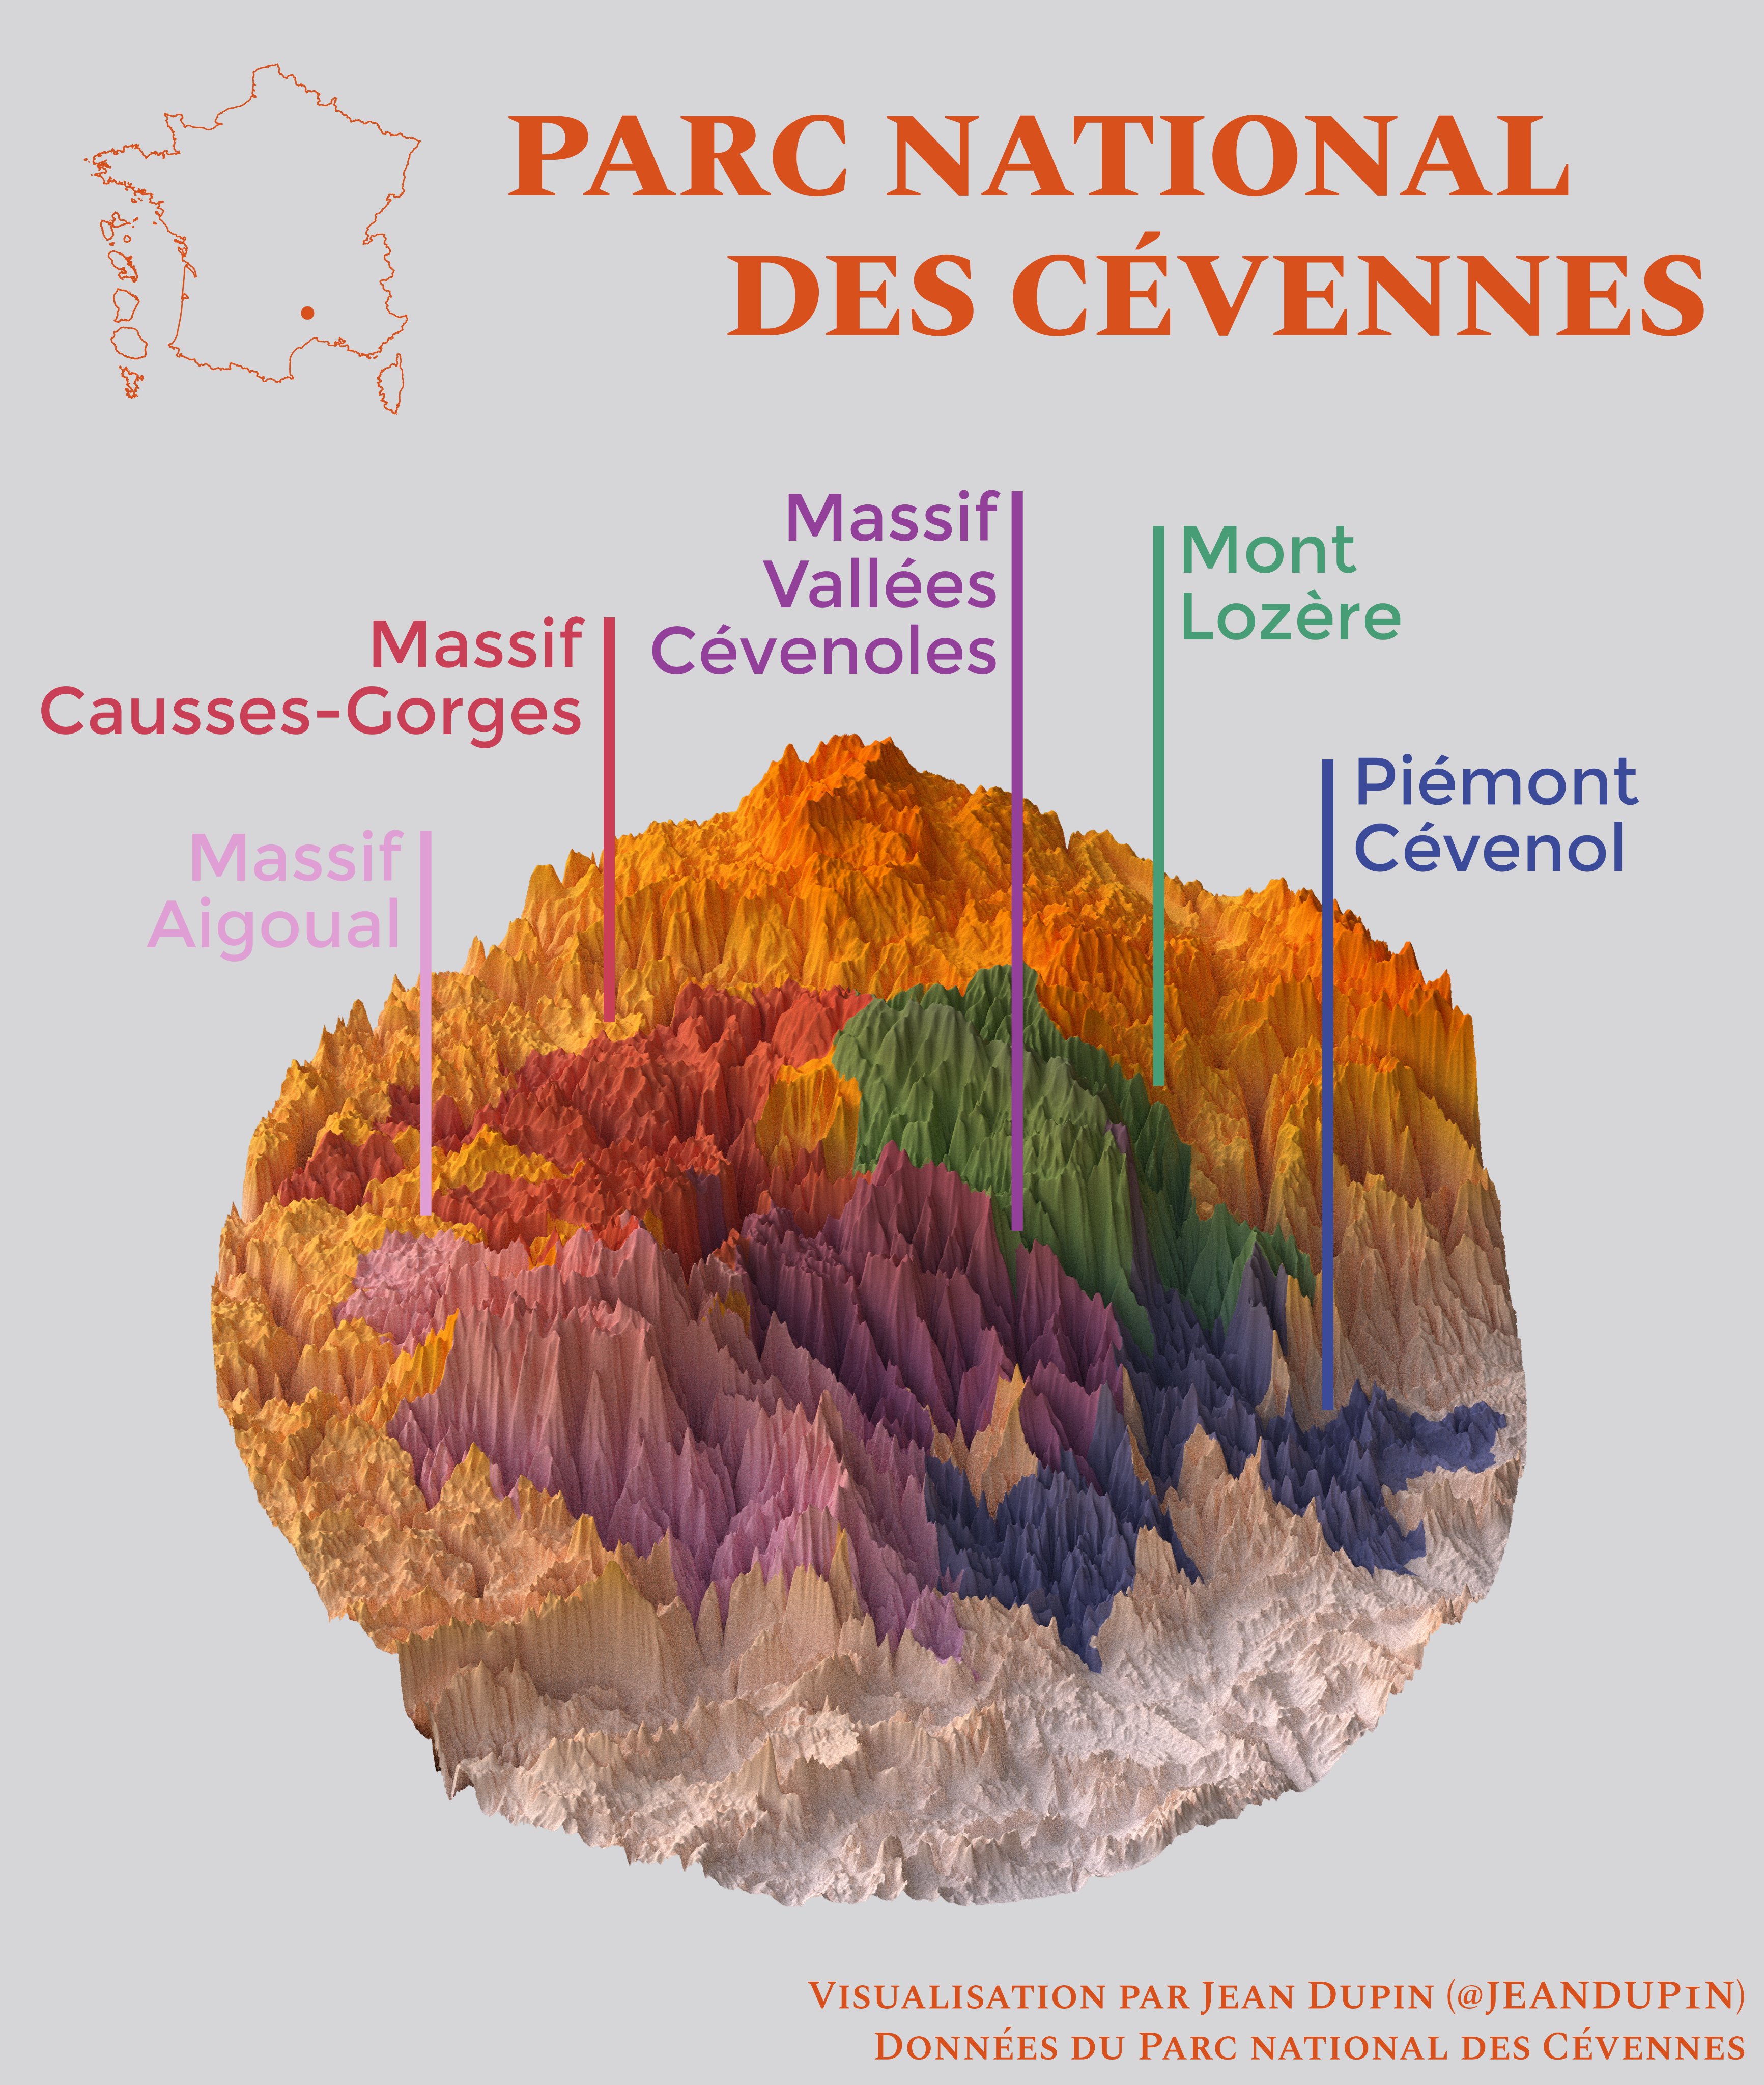 PARC NATIONAL
DES CÉVENNES
Massif
Vallées
Cévenoles
Mont
Lozère
Massif
Causses-Gorges
Piémont
Cévenol
Massif
Aigoual
Visualisation par Jean Dupin (@JEANDUP1N)
Données du Parc national des Cévennes